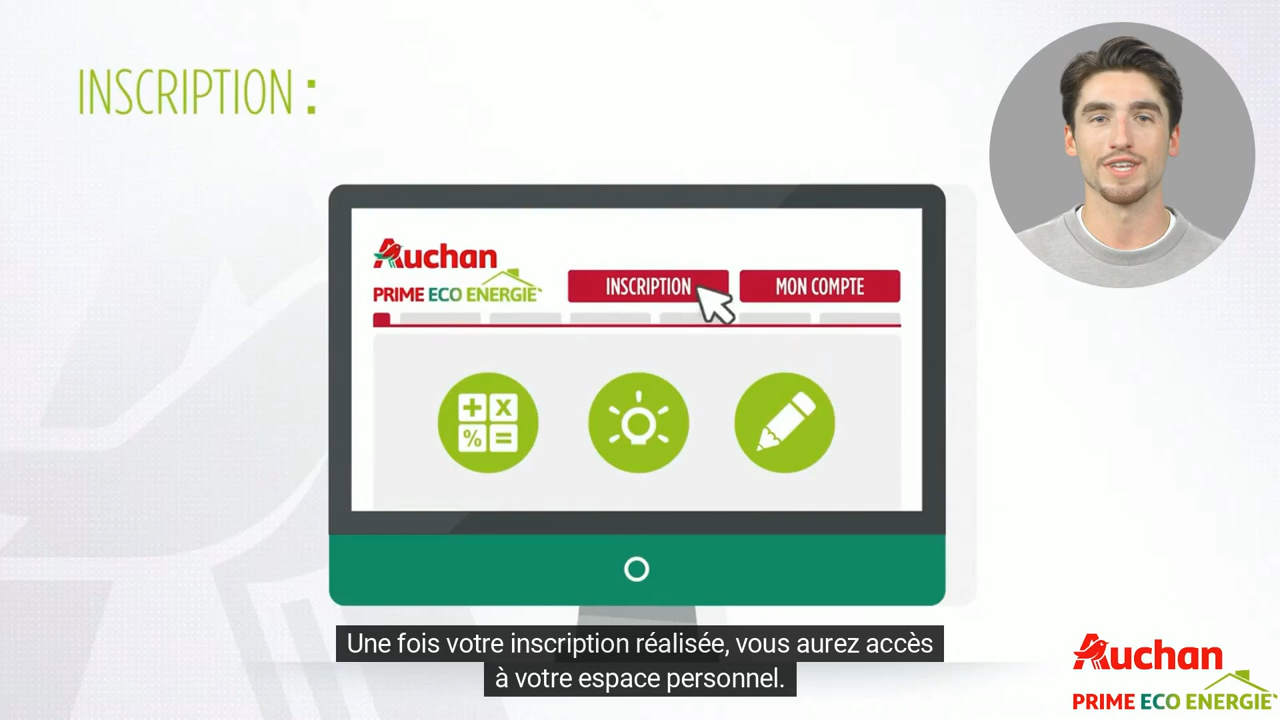 INSCRIPTION :
Auchan
PRIME ECO ENERGIE
INSCRIPTION
MON COMPTE
+ x
% =
Une fois votre inscription réalisée, vous aurez accès
à votre espace personnel.
Auchan
PRIME ECO ENERGIE